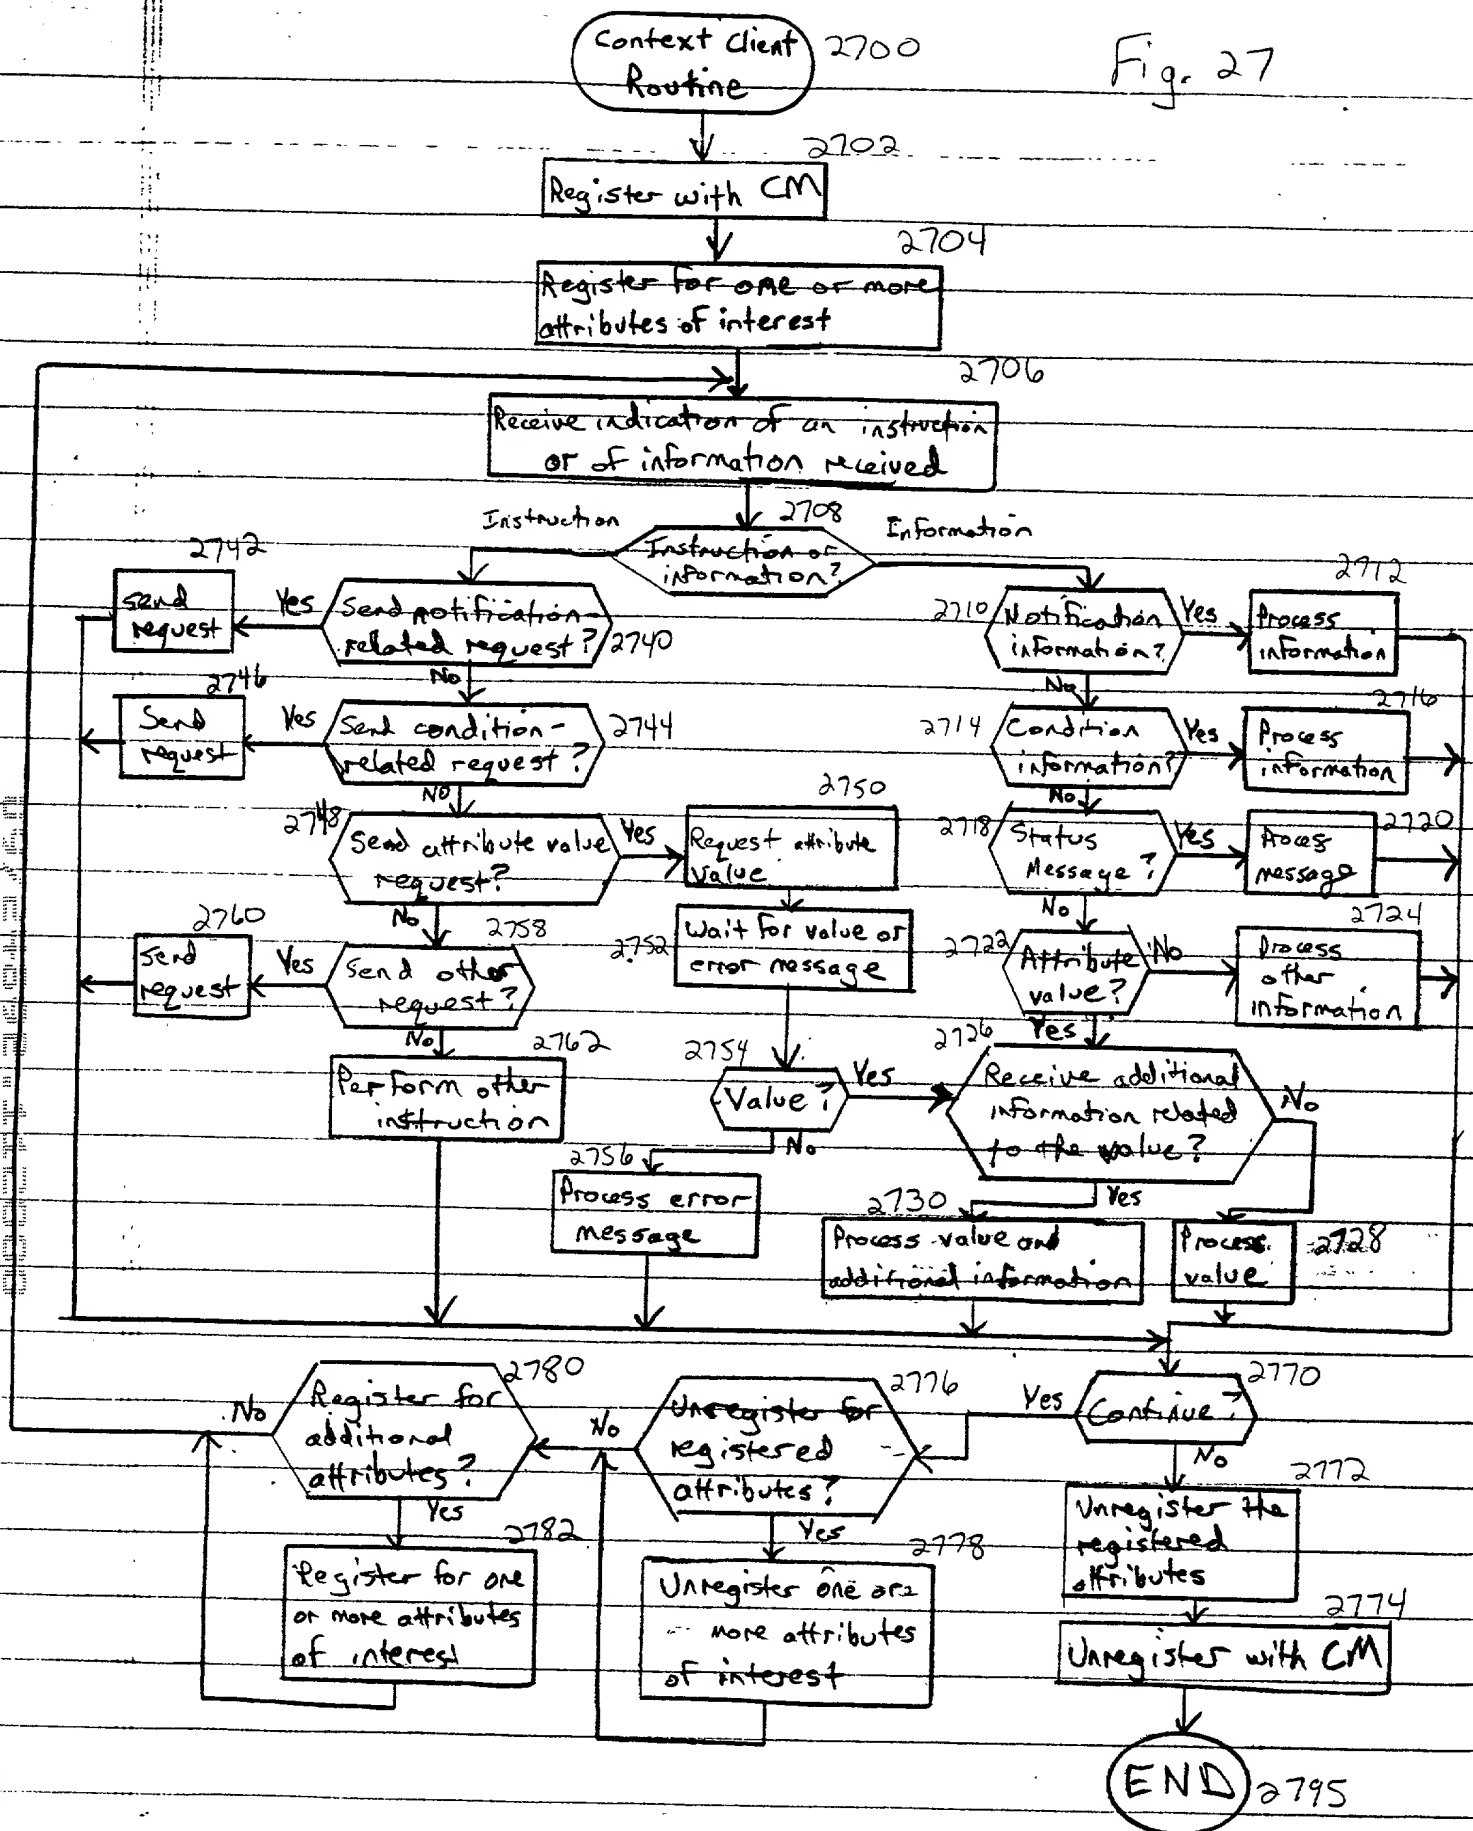 Context Client
Routine
2700
Fig. 27
2702
Register with CM
2704
Register for one or more
attributes of interest
2706
Receive indication of an instruction
or of information received
2708
Instruction
Information
Instruction or
information?
2742
Send
request
Yes
Send notification-
related request?
2740
No
2710
Notification
information?
Yes
2712
Process
information
No
2746
Send
request
Yes
Send condition-
related request?
2744
No
2714
Condition
information?
Yes
2716
Process
information
No
2748
Send attribute value
request?
Yes
2750
Request attribute
value
No
2718
Status
Message?
Yes
2720
Proces
message
No
2760
Send
request
Yes
2758
Send other
request?
No
2752
Wait for value or
error message
2722
Attribute
value?
No
2724
Process
other
information
Yes
2762
Perform other
instruction
2754
Value?
Yes
No
2726
Receive additional
information related
to the value?
No
Yes
2756
Process error
message
2730
Process value and
additional information
Process
value
2728
2780
Register for
additional
attributes?
No
Yes
2776
Unregister for
registered
attributes?
No
Yes
2770
Continue?
Yes
No
2782
Register for one
or more attributes
of interest
2778
Unregister one or
more attributes
of interest
2772
Unregister the
registered
attributes
2774
Unregister with CM
END
2795